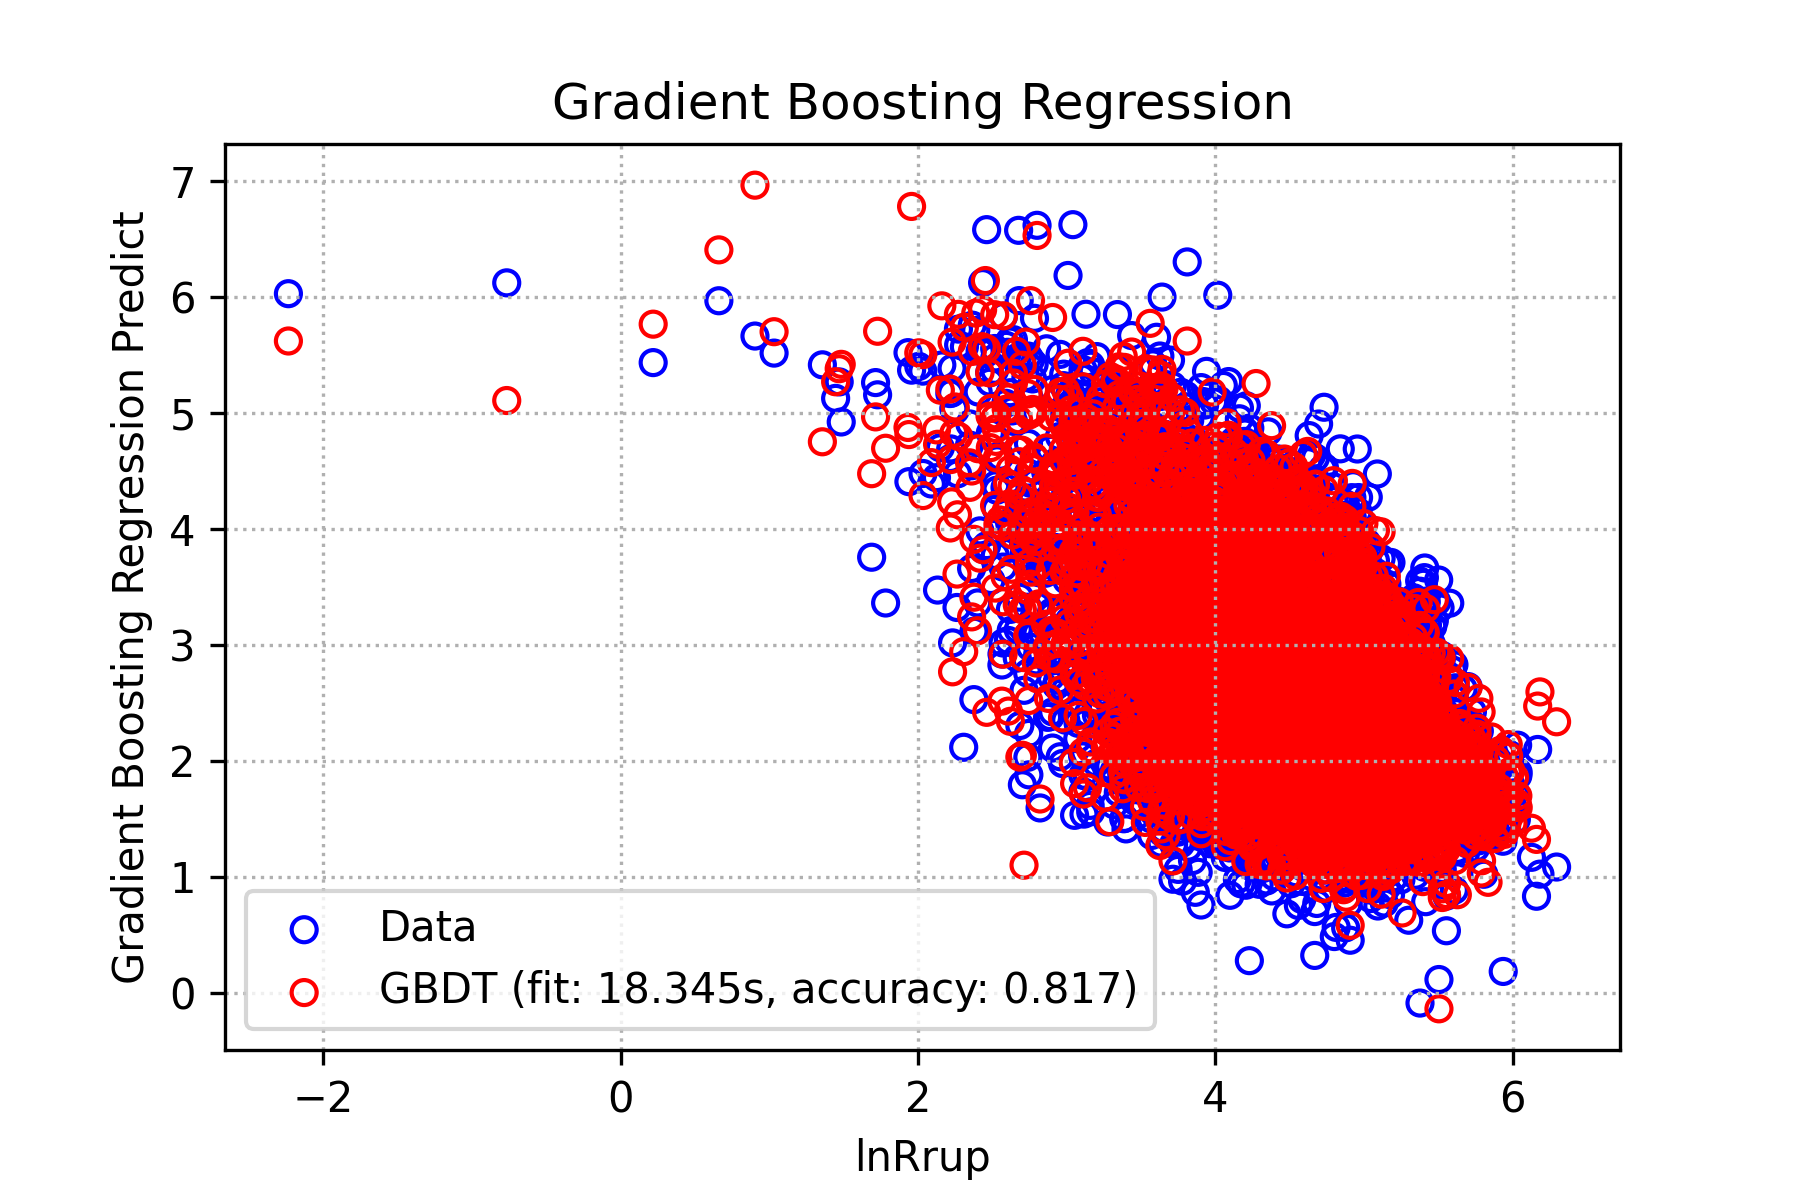 Gradient Boosting Regression
Gradient Boosting Regression Predict
7
6
5
4
3
2
1
0
Data
GBDT (fit: 18.345s, accuracy: 0.817)
−2
0
2
4
6
lnRrup